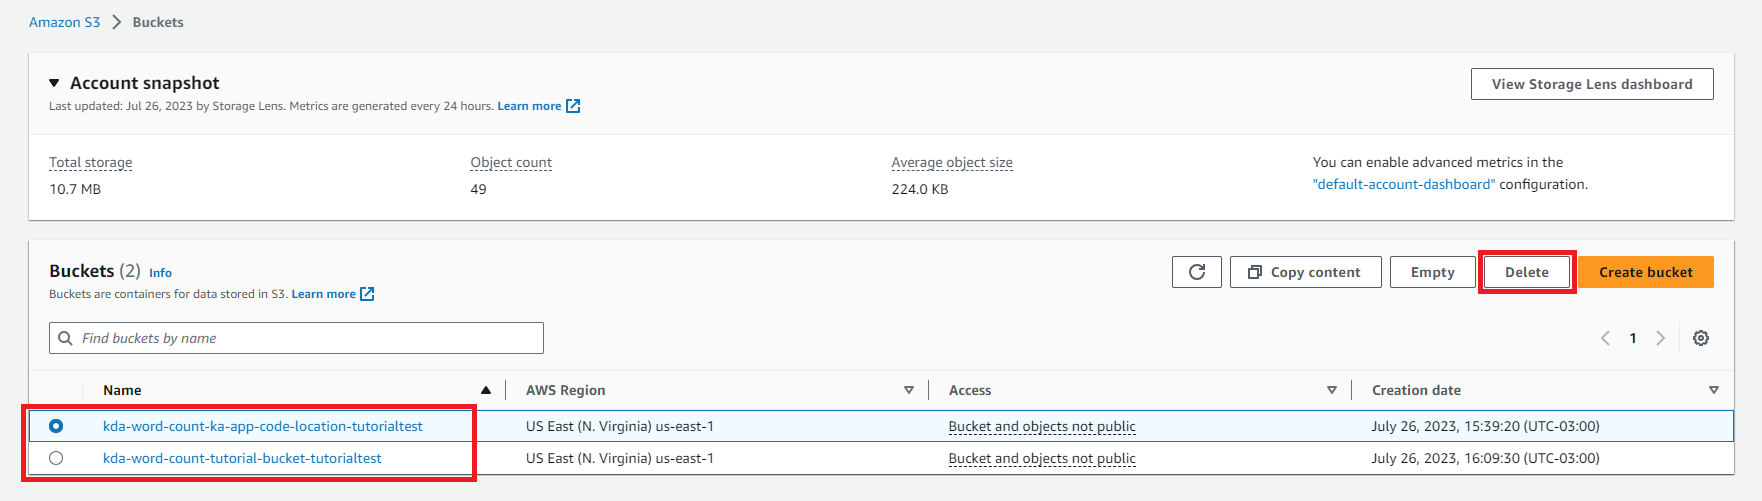 Amazon S3 > Buckets
Account snapshot
View Storage Lens dashboard
Last updated: Jul 26, 2023 by Storage Lens. Metrics are generated every 24 hours. Learn more
Total storage Object count Average object size You can enable advanced metrics in the
10.7 MB 49 224.0 KB "default-account-dashboard" configuration.
Buckets (2) Info
Copy content Empty Delete Create bucket
Buckets are containers for data stored in S3. Learn more
Find buckets by name
1
Name AWS Region Access Creation date
kda-word-count-ka-app-code-location-tutorialtest US East (N. Virginia) us-east-1 Bucket and objects not public July 26, 2023, 15:39:20 (UTC-03:00)
kda-word-count-tutorial-bucket-tutorialtest US East (N. Virginia) us-east-1 Bucket and objects not public July 26, 2023, 16:09:30 (UTC-03:00)